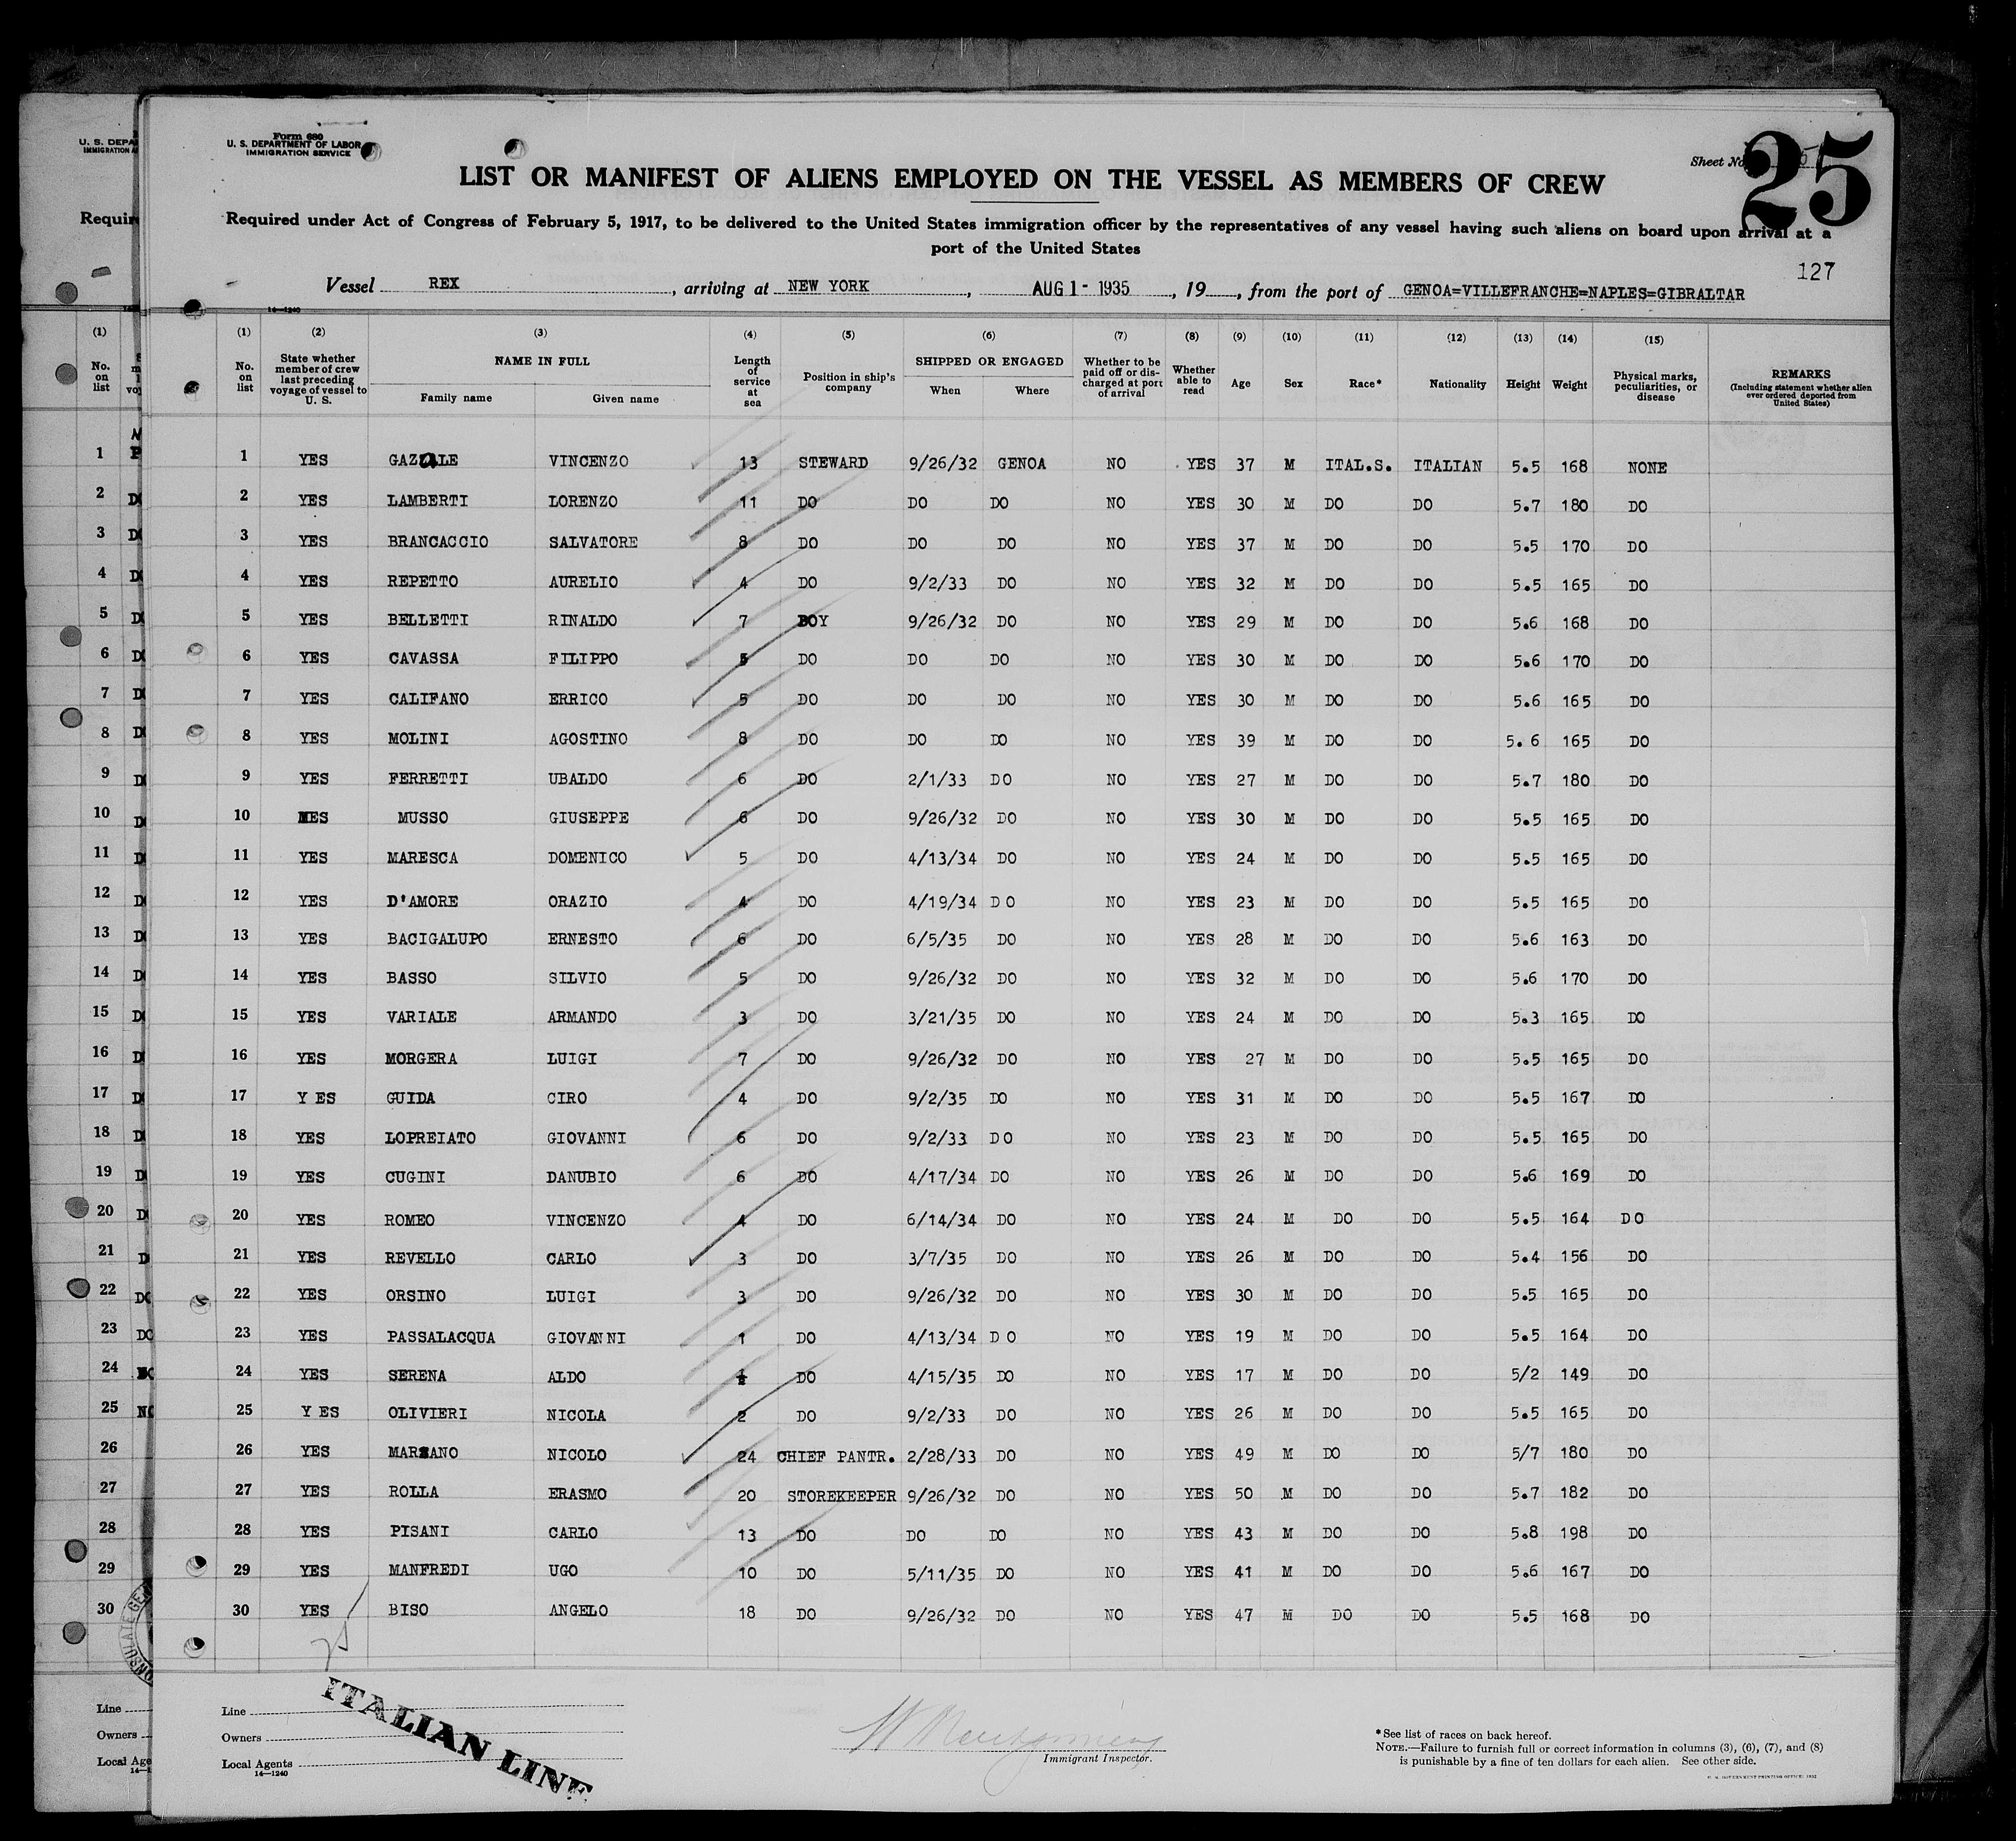 Form 680
U. S. DEPARTMENT OF LABOR
IMMIGRATION SERVICE
Sheet No.
25
LIST OR MANIFEST OF ALIENS EMPLOYED ON THE VESSEL AS MEMBERS OF CREW
Required under Act of Congress of February 5, 1917, to be delivered to the United States immigration officer by the representatives of any vessel having such aliens on board upon arrival at a
port of the United States
127
Vessel REX, arriving at NEW YORK, AUG 1 - 1935, 19, from the port of GENOA=VILLEFRANCHE=NAPLES=GIBRALTAR
14—1240
(1) (2) (3) (4) (5) (6) (7) (8) (9) (10) (11) (12) (13) (14) (15)
No. on list | State whether member of crew last preceding voyage of vessel to U. S. | NAME IN FULL Family name Given name | Length of service at sea | Position in ship's company | SHIPPED OR ENGAGED When Where | Whether to be paid off or discharged at port of arrival | Whether able to read | Age | Sex | Race* | Nationality | Height | Weight | Physical marks, peculiarities, or disease | REMARKS (Including statement whether alien ever ordered deported from United States)
1 YES GAZZALE VINCENZO 13 STEWARD 9/26/32 GENOA NO YES 37 M ITAL.S. ITALIAN 5.5 168 NONE
2 YES LAMBERTI LORENZO 11 DO DO DO NO YES 30 M DO DO 5.7 180 DO
3 YES BRANCACCIO SALVATORE 8 DO DO DO NO YES 37 M DO DO 5.5 170 DO
4 YES REPETTO AURELIO 4 DO 9/2/33 DO NO YES 32 M DO DO 5.5 165 DO
5 YES BELLETTI RINALDO 7 BOY 9/26/32 DO NO YES 29 M DO DO 5.6 168 DO
6 YES CAVASSA FILIPPO 5 DO DO DO NO YES 30 M DO DO 5.6 170 DO
7 YES CALIFANO ERRICO 5 DO DO DO NO YES 30 M DO DO 5.6 165 DO
8 YES MOLINI AGOSTINO 8 DO DO DO NO YES 39 M DO DO 5. 6 165 DO
9 YES FERRETTI UBALDO 6 DO 2/1/33 DO NO YES 27 M DO DO 5.7 180 DO
10 YES MUSSO GIUSEPPE 6 DO 9/26/32 DO NO YES 30 M DO DO 5.5 165 DO
11 YES MARESCA DOMENICO 5 DO 4/13/34 DO NO YES 24 M DO DO 5.5 165 DO
12 YES D'AMORE ORAZIO 4 DO 4/19/34 D O NO YES 23 M DO DO 5.5 165 DO
13 YES BACIGALUPO ERNESTO 6 DO 6/5/35 DO NO YES 28 M DO DO 5.6 163 DO
14 YES BASSO SILVIO 5 DO 9/26/32 DO NO YES 32 M DO DO 5.6 170 DO
15 YES VARIALE ARMANDO 3 DO 3/21/35 DO NO YES 24 M DO DO 5.3 165 DO
16 YES MORGERA LUIGI 7 DO 9/26/32 DO NO YES 27 M DO DO 5.5 165 DO
17 Y ES GUIDA CIRO 4 DO 9/2/35 DO NO YES 31 M DO DO 5.5 167 DO
18 YES LOPREIATO GIOVANNI 6 DO 9/2/33 D O NO YES 23 M DO DO 5.5 165 DO
19 YES CUGINI DANUBIO 6 DO 4/17/34 DO NO YES 26 M DO DO 5.6 169 DO
20 YES ROMEO VINCENZO 4 DO 6/14/34 DO NO YES 24 M DO DO 5.5 164 D O
21 YES REVELLO CARLO 3 DO 3/7/35 DO NO YES 26 M DO DO 5.4 156 DO
22 YES ORSINO LUIGI 3 DO 9/26/32 DO NO YES 30 M DO DO 5.5 165 DO
23 YES PASSALACQUA GIOVANNI 1 DO 4/13/34 D O NO YES 19 M DO DO 5.5 164 DO
24 YES SERENA ALDO DO 4/15/35 DO NO YES 17 M DO DO 5/2 149 DO
25 Y ES OLIVIERI NICOLA 2 DO 9/2/33 DO NO YES 26 M DO DO 5.5 165 DO
26 YES MARSANO NICOLO 24 CHIEF PANTR. 2/28/33 DO NO YES 49 M DO DO 5/7 180 DO
27 YES ROLLA ERASMO 20 STOREKEEPER 9/26/32 DO NO YES 50 M DO DO 5.7 182 DO
28 YES PISANI CARLO 13 DO DO DO NO YES 43 M DO DO 5.8 198 DO
29 YES MANFREDI UGO 10 DO 5/11/35 DO NO YES 41 M DO DO 5.6 167 DO
30 YES BISO ANGELO 18 DO 9/26/32 DO NO YES 47 M DO DO 5.5 168 DO
Line
Owners
Local Agents
14—1240
ITALIAN LINE
Immigrant Inspector.
*See list of races on back hereof.
NOTE.—Failure to furnish full or correct information in columns (3), (6), (7), and (8)
is punishable by a fine of ten dollars for each alien. See other side.